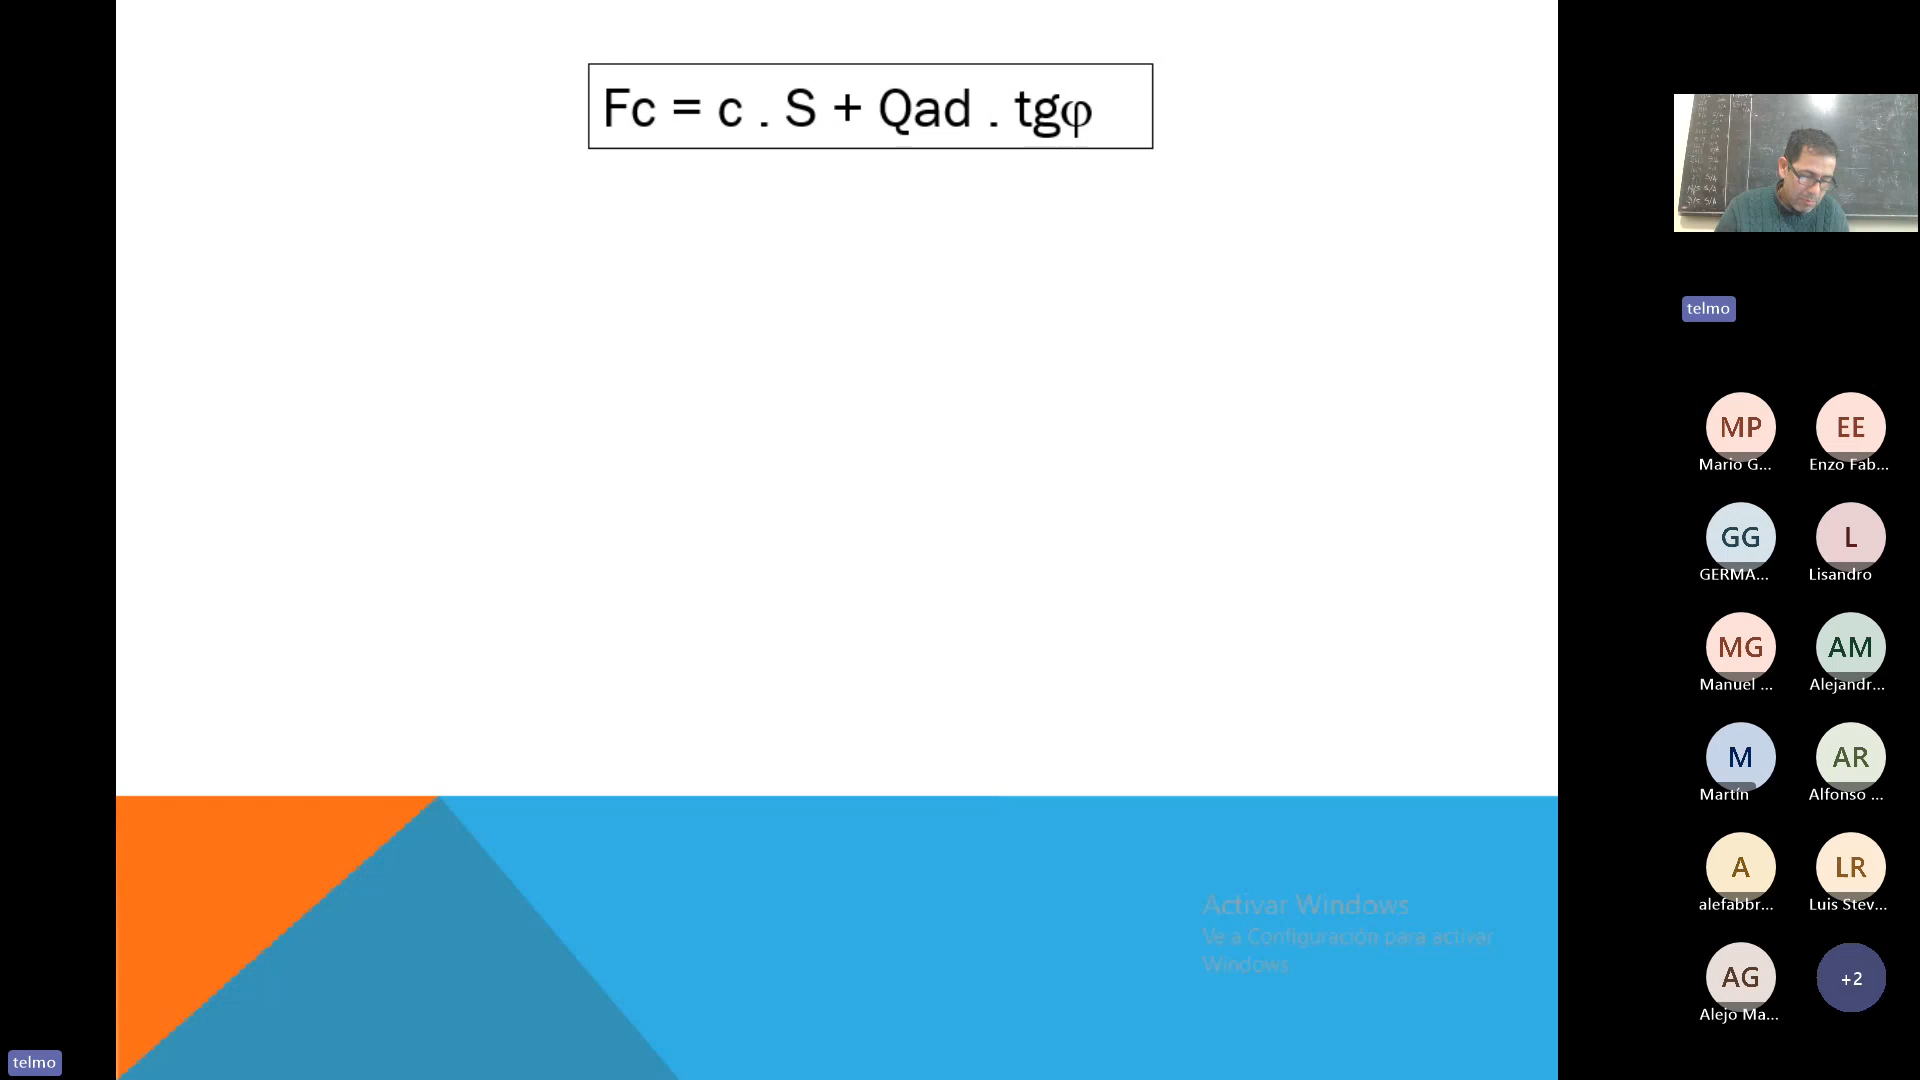 Fc = c . S + Qad . tgφ
telmo
MP
EE
Mario G...
Enzo Fab...
GG
L
GERMA...
Lisandro
MG
AM
Manuel ...
Alejandr...
M
AR
Martín
Alfonso ...
A
LR
alefabbr...
Luis Stev...
AG
+2
Alejo Ma...
Activar Windows
Ve a Configuración para activar
Windows
telmo